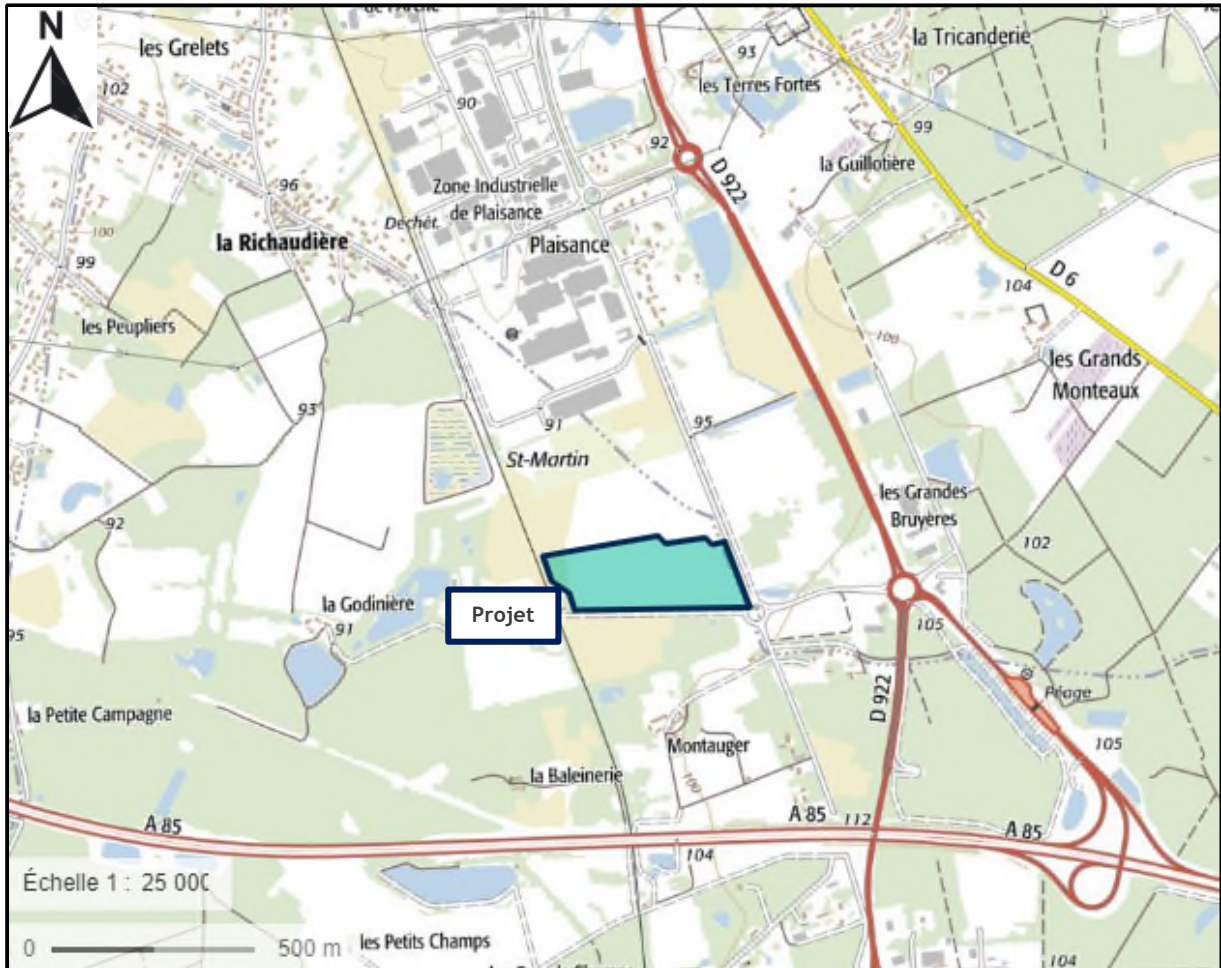 N
les Grelets
102
90
93
la Tricanderie
les Terres Fortes
99
92
D 922
la Guillotière
Zone Industrielle
de Plaisance
96
Déchèt.
100
la Richaudière
Plaisance
99
D 6
104
les Peupliers
100
les Grands
Monteaux
93
91
95
St-Martin
les Grandes
Bruyères
92
102
la Godinière
91
Projet
95
105
Péage
la Petite Campagne
D 922
Montauger
105
la Baleinerie
100
A 85
A 85
112
A 85
104
Échelle 1 : 25 000
0
500 m
les Petits Champs
104